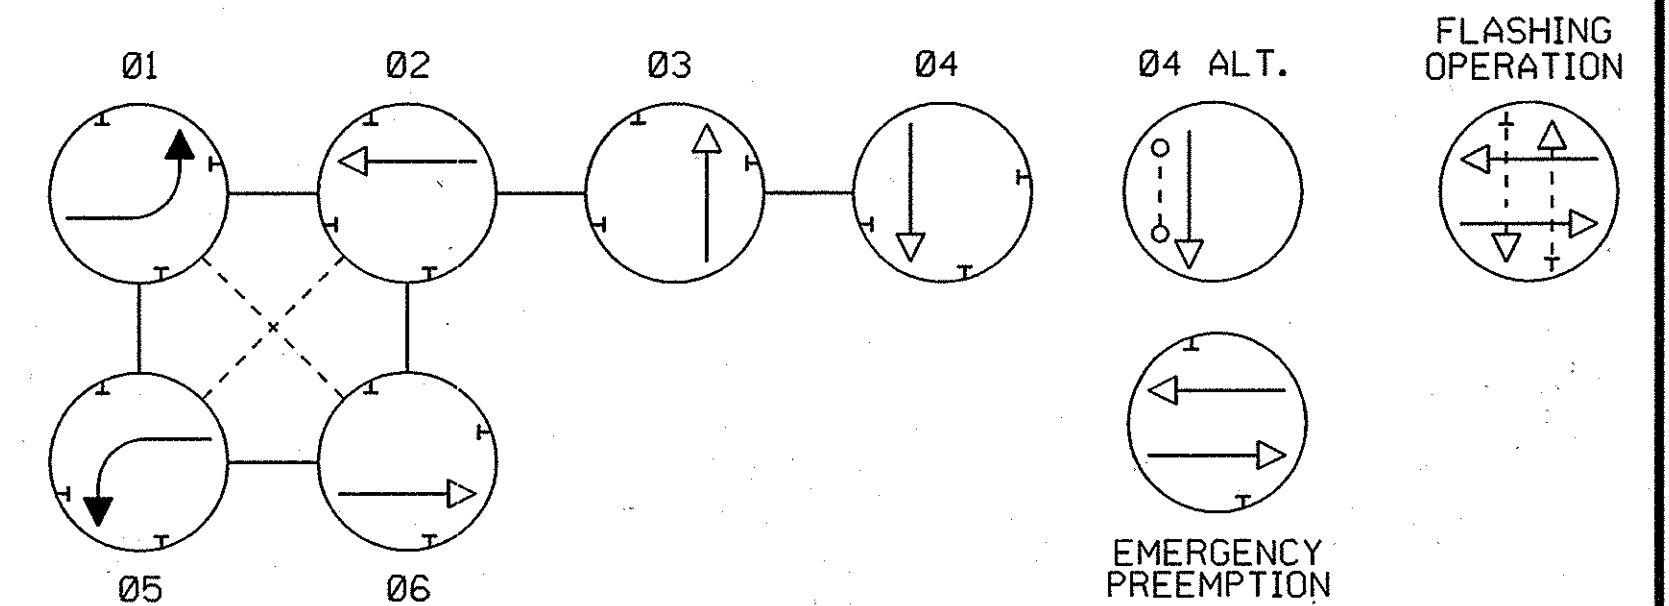 Ø1
Ø2
Ø3
Ø4
Ø4 ALT.
FLASHING
OPERATION
Ø5
Ø6
EMERGENCY
PREEMPTION